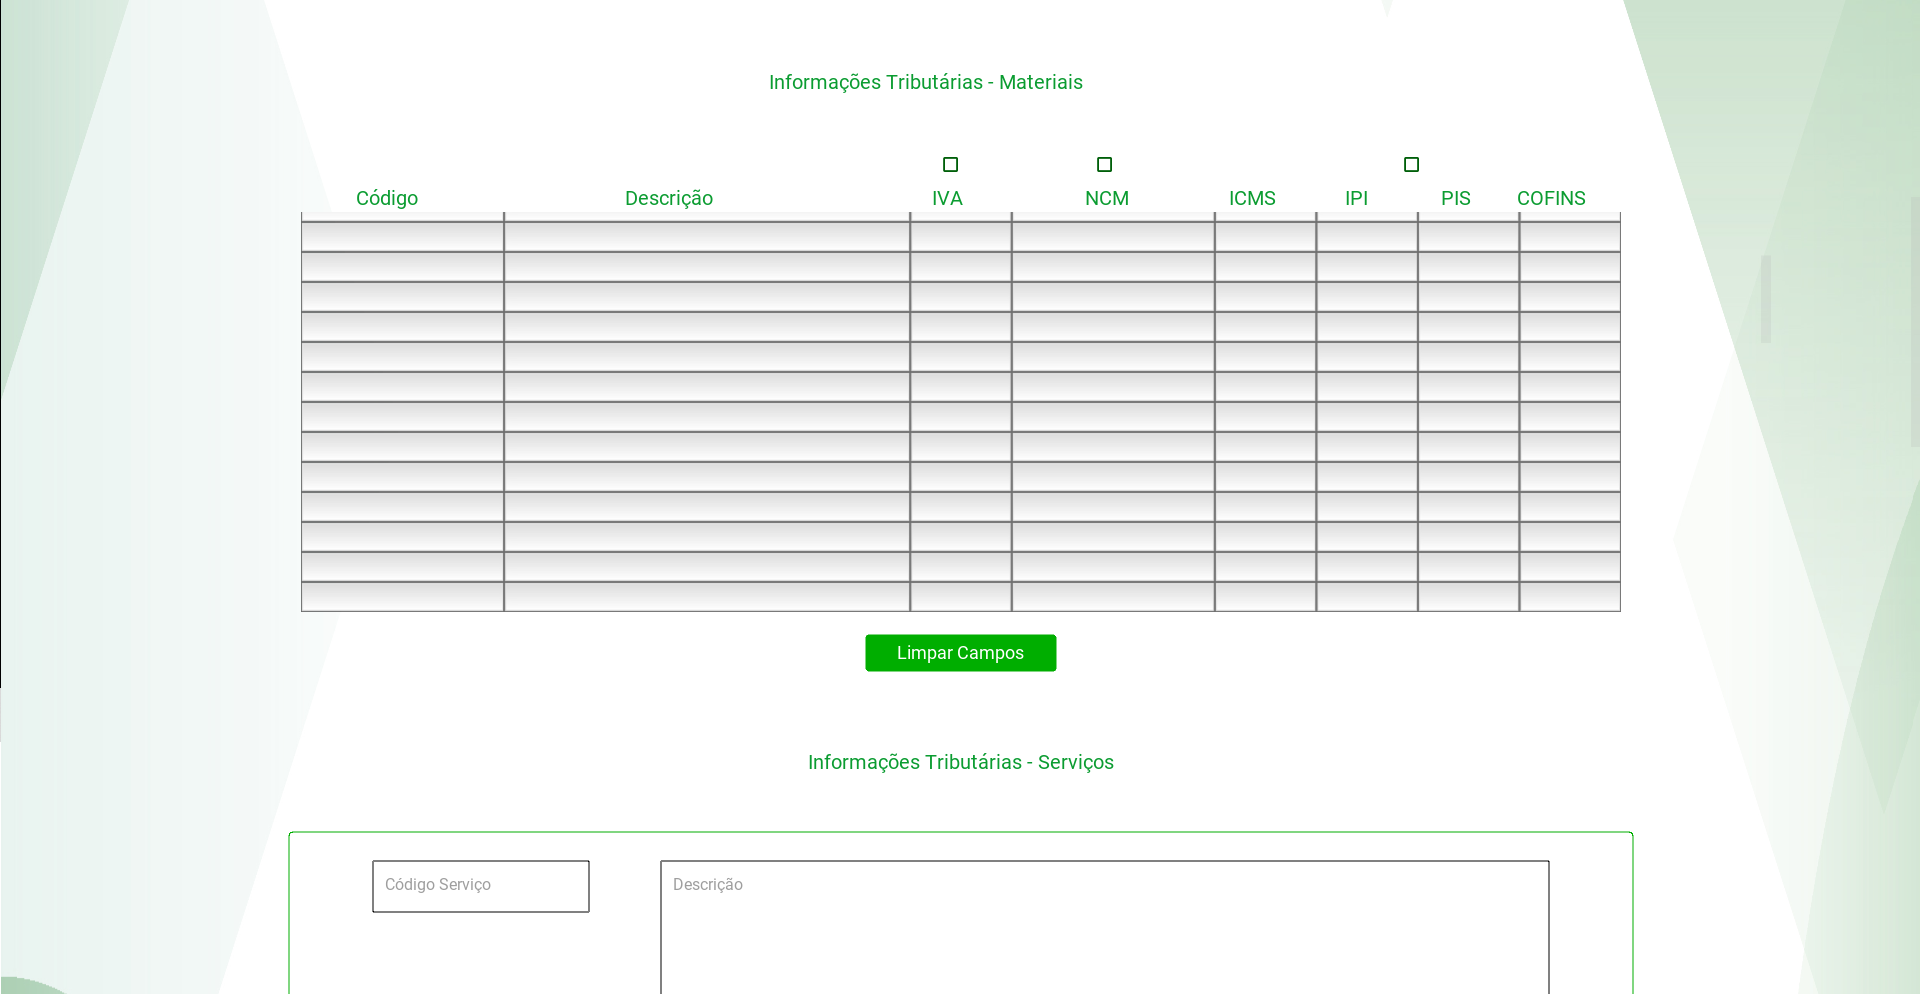 Informações Tributárias - Materiais
Código Descrição IVA NCM ICMS IPI PIS COFINS
Limpar Campos
Informações Tributárias - Serviços
Código Serviço Descrição